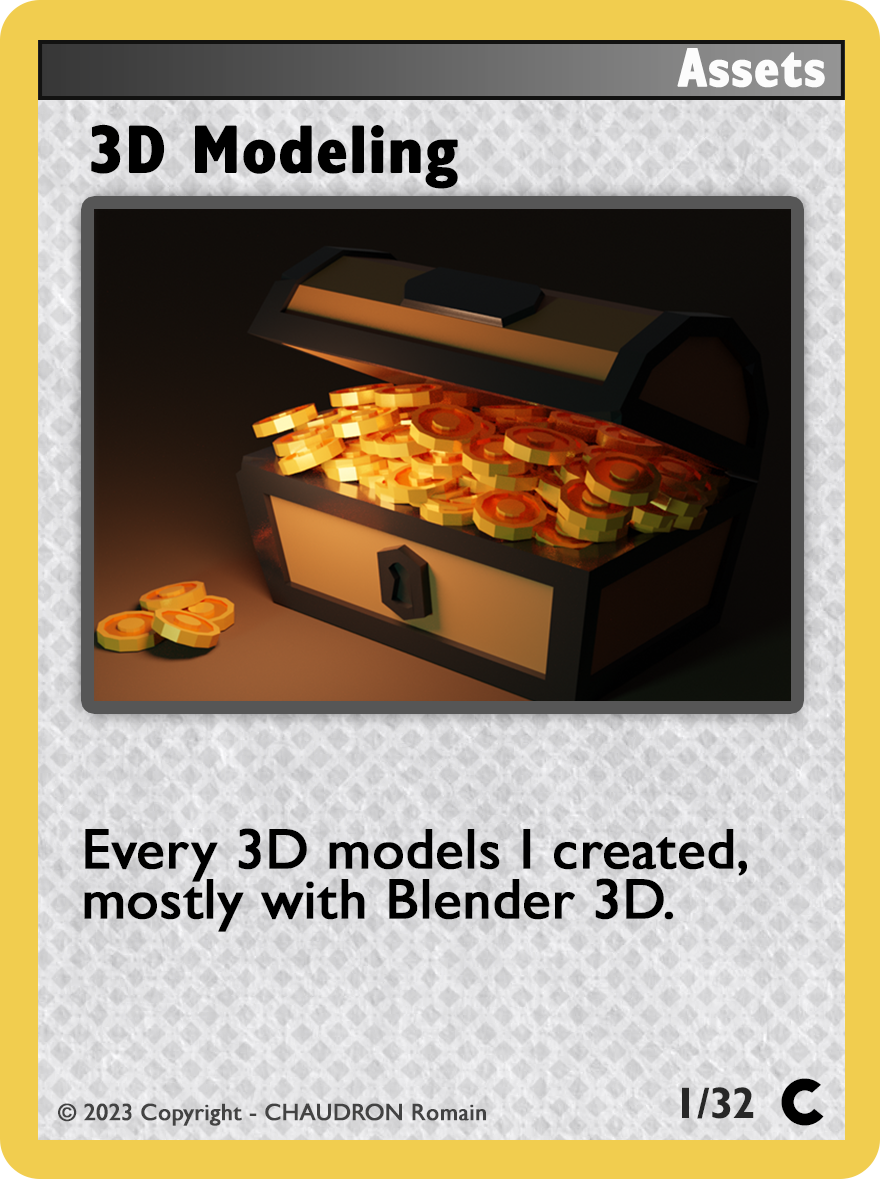 Assets
3D Modeling
Every 3D models I created,
mostly with Blender 3D.
© 2023 Copyright - CHAUDRON Romain
1/32 C